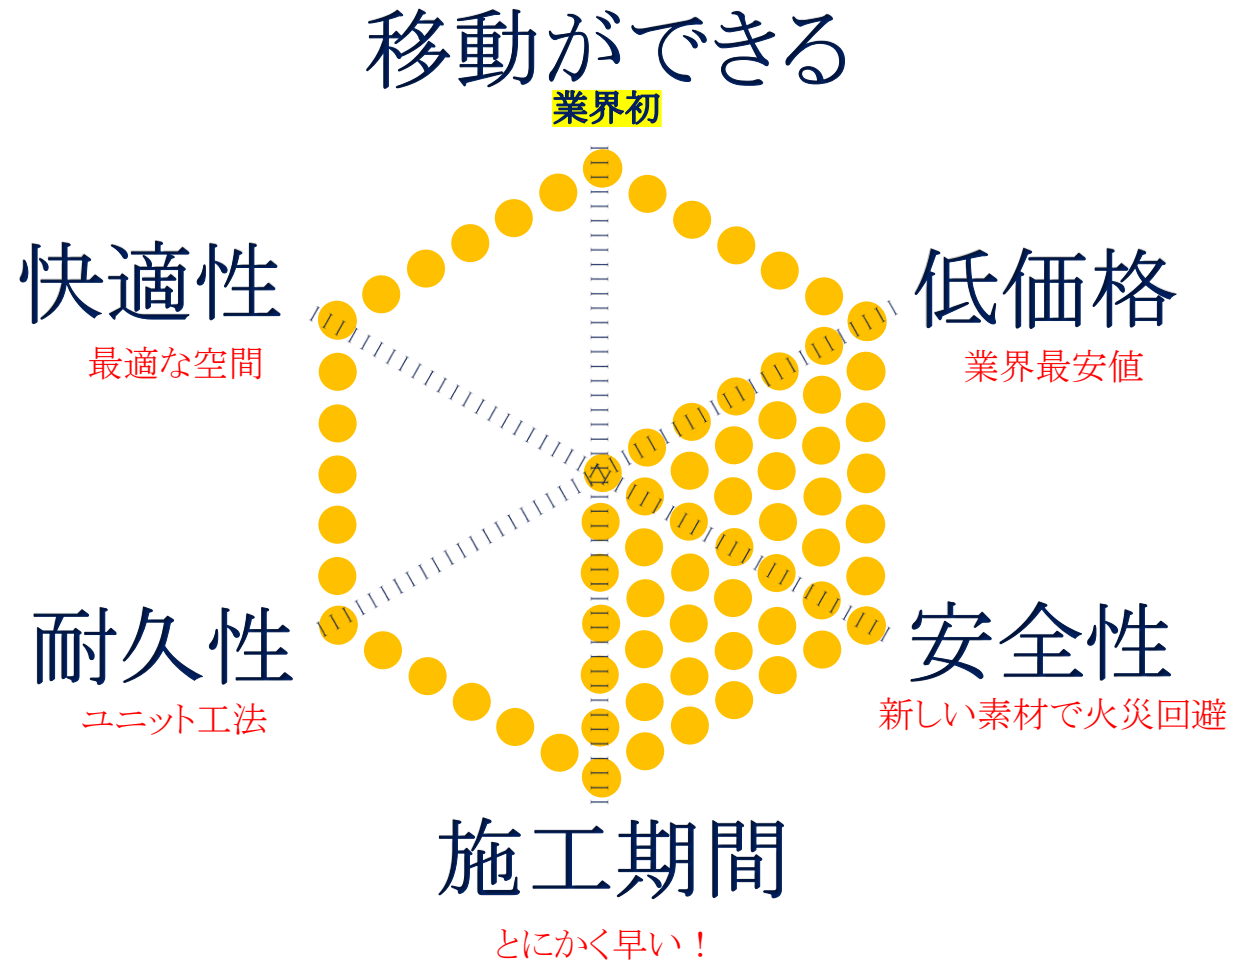 移動ができる
業界初
快適性
最適な空間
低価格
業界最安値
耐久性
ユニット工法
安全性
新しい素材で火災回避
施工期間
とにかく早い！